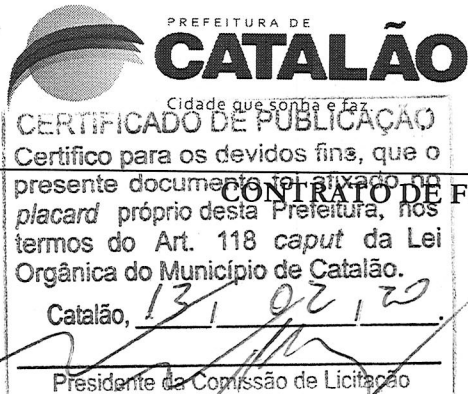 PREFEITURA DE
CATALÃO
Cidade que sonha e faz.
CERTIFICADO DE PUBLICAÇÃO
Certifico para os devidos fins, que o
presente documento foi afixado no
CONTRATO DE F
placard próprio desta Prefeitura, nos
termos do Art. 118 caput da Lei
Orgânica do Município de Catalão.
Catalão, 13 / 02 / 20.
Presidente da Comissão de Licitação